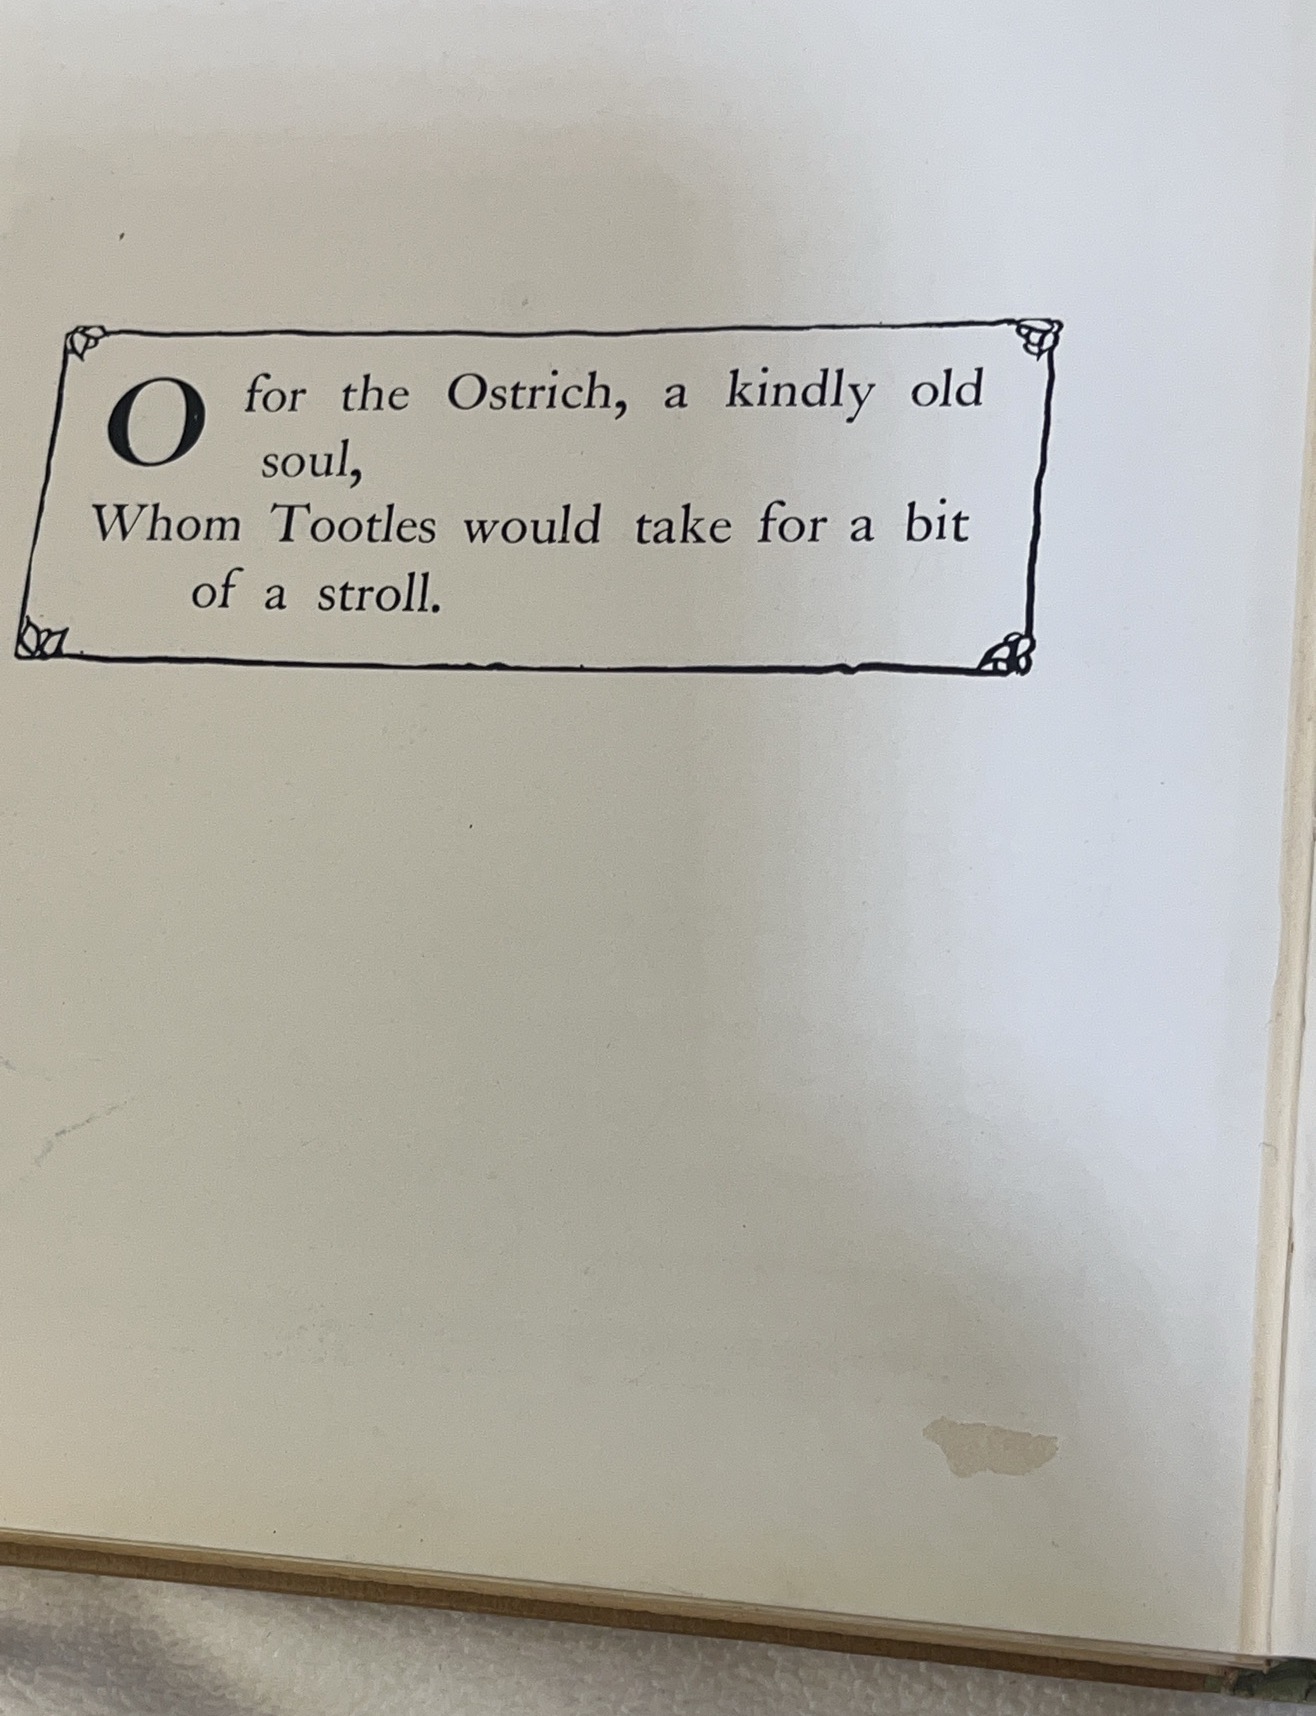 O for the Ostrich, a kindly old
soul,
Whom Tootles would take for a bit
of a stroll.